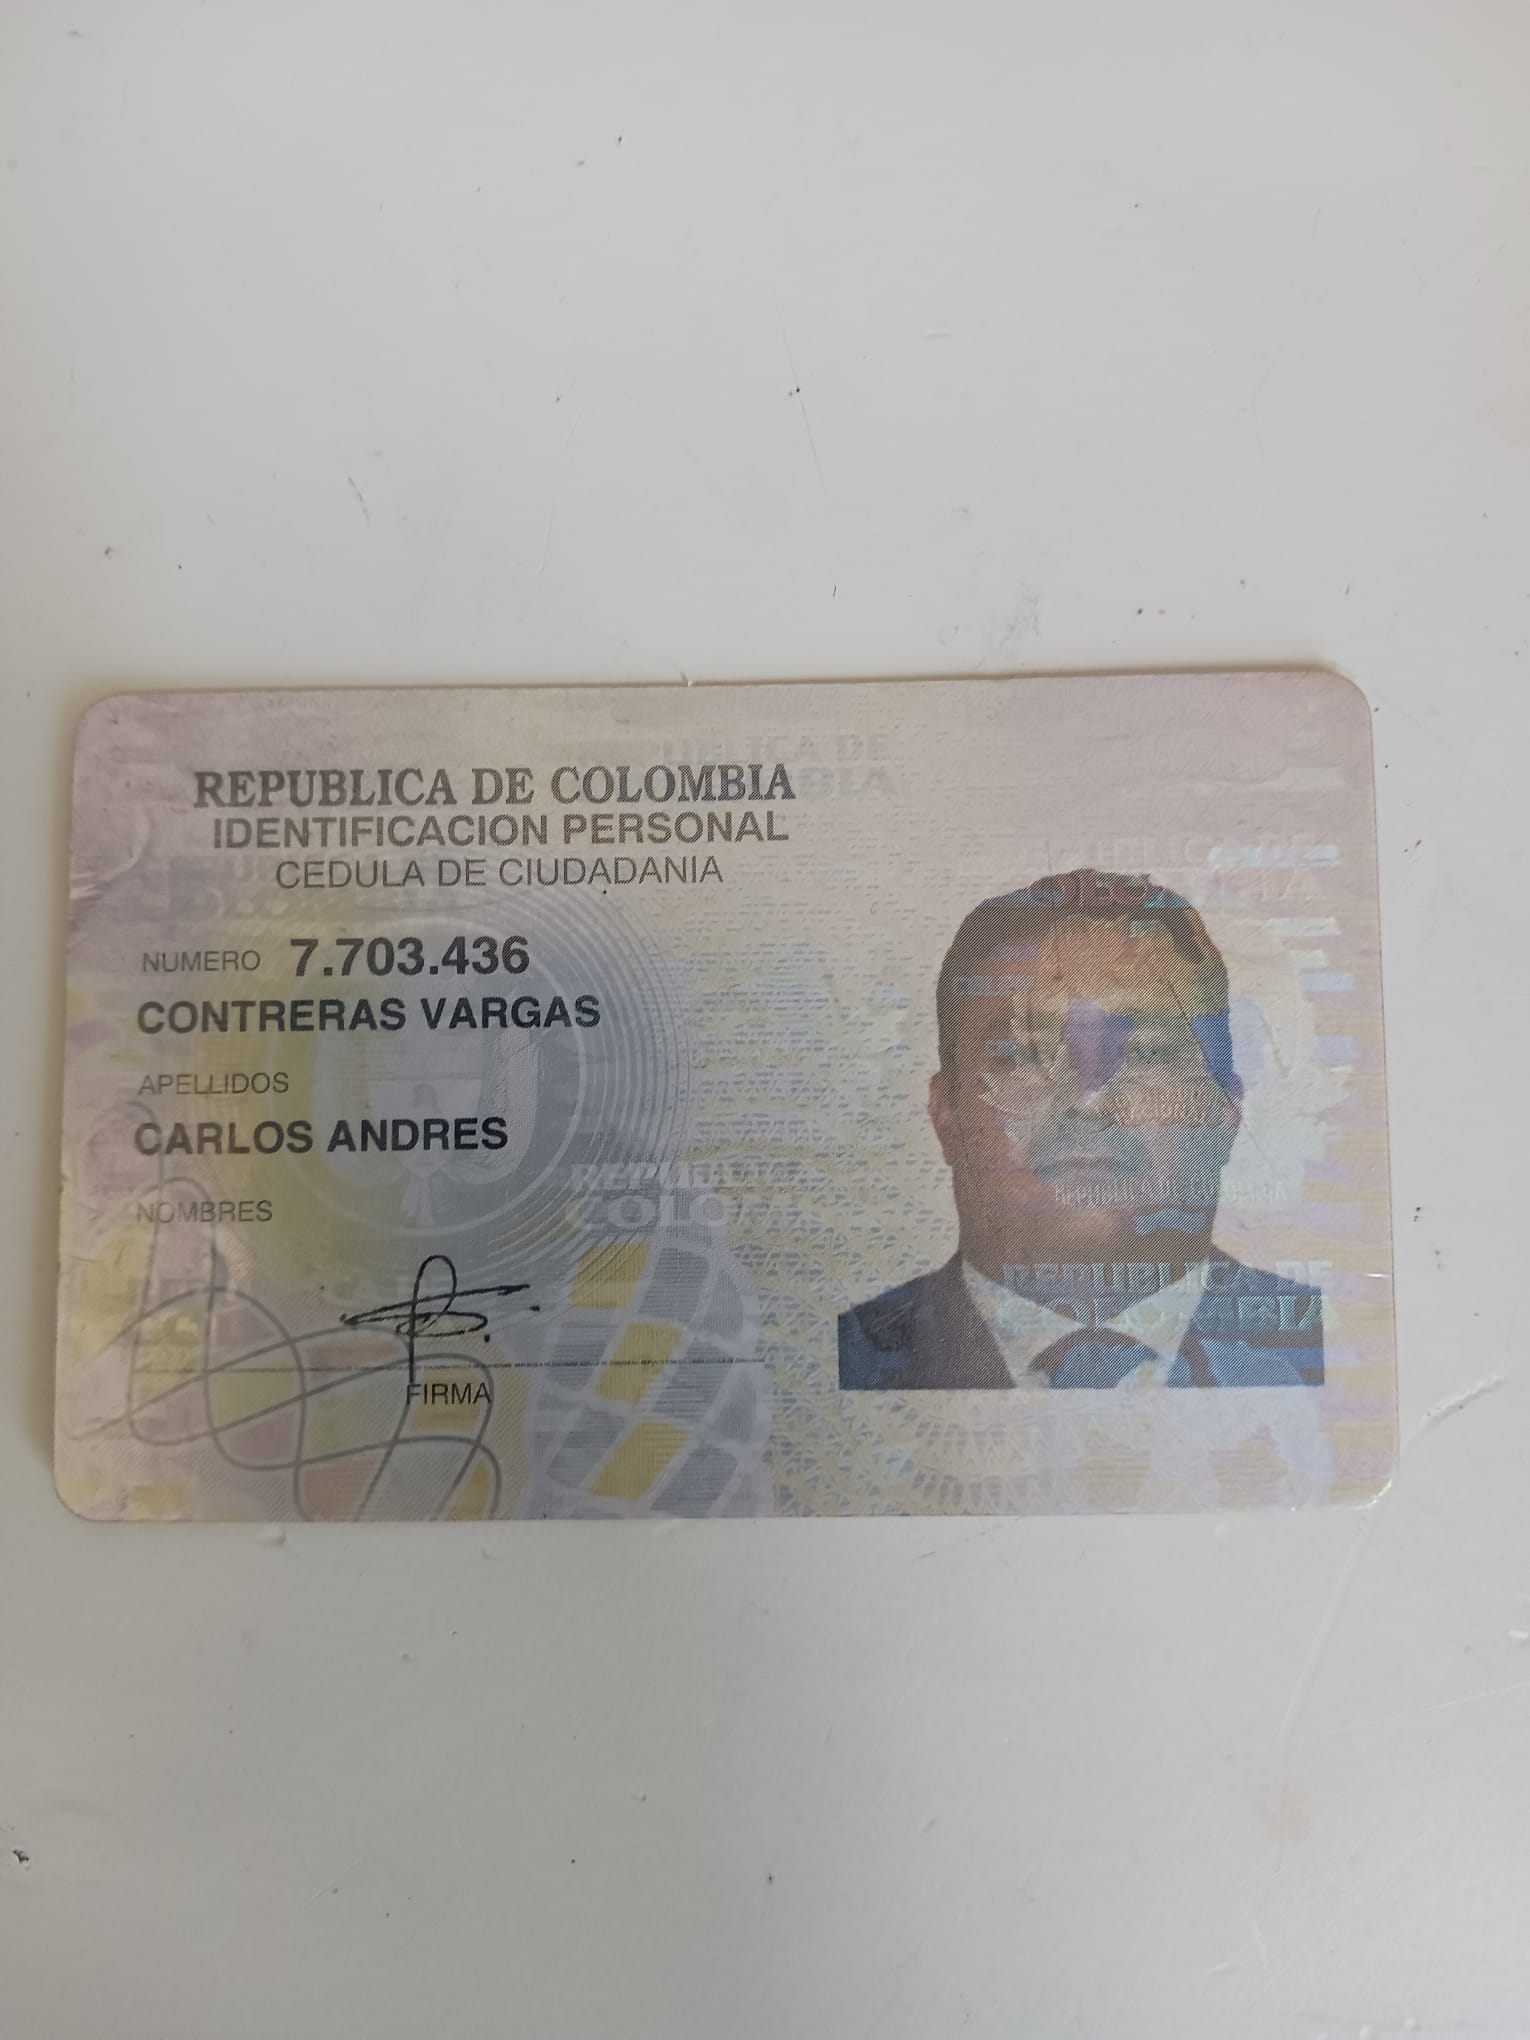 REPUBLICA DE COLOMBIA
IDENTIFICACION PERSONAL
CEDULA DE CIUDADANIA
NUMERO 7.703.436
CONTRERAS VARGAS
APELLIDOS
CARLOS ANDRES
NOMBRES
FIRMA
REPUBLICA DE
COLOMBIA